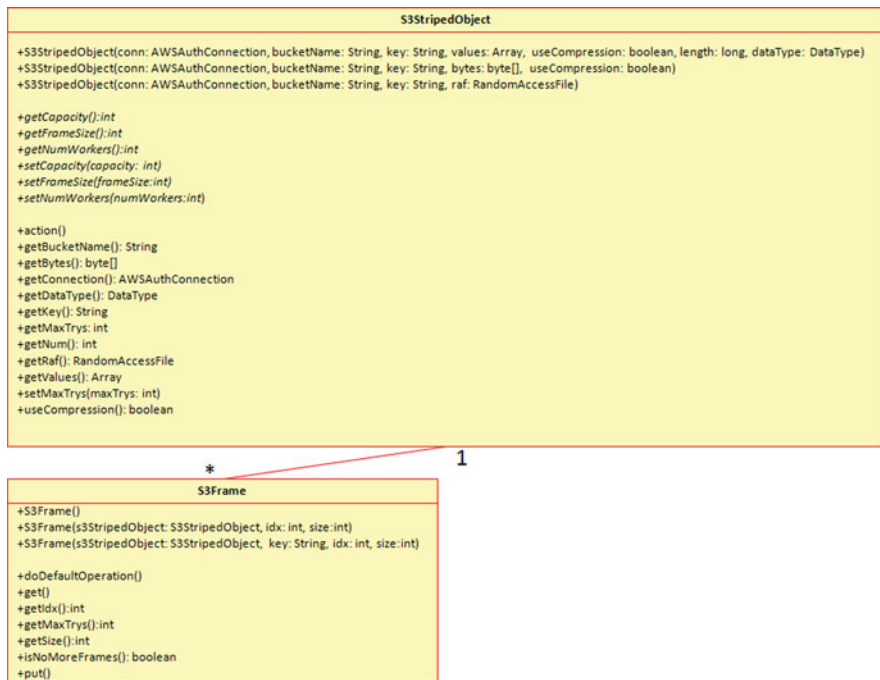 S3StripedObject
+S3StripedObject(conn: AWSAuthConnection, bucketName: String, key: String, values: Array, useCompression: boolean, length: long, dataType: DataType)
+S3StripedObject(conn: AWSAuthConnection, bucketName: String, key: String, bytes: byte[], useCompression: boolean)
+S3StripedObject(conn: AWSAuthConnection, bucketName: String, key: String, raf: RandomAccessFile)
+getCapacity():int
+getFrameSize():int
+getNumWorkers():int
+setCapacity(capacity: int)
+setFrameSize(frameSize:int)
+setNumWorkers(numWorkers:int)
+action()
+getBucketName(): String
+getBytes(): byte[]
+getConnection(): AWSAuthConnection
+getDataType(): DataType
+getKey(): String
+getMaxTrys: int
+getNum(): int
+getRaf(): RandomAccessFile
+getValues(): Array
+setMaxTrys(maxTrys: int)
+useCompression(): boolean
1
*
S3Frame
+S3Frame()
+S3Frame(s3StripedObject: S3StripedObject, idx: int, size:int)
+S3Frame(s3StripedObject: S3StripedObject, key: String, idx: int, size:int)
+doDefaultOperation()
+get()
+getIdx():int
+getMaxTrys():int
+getSize():int
+isNoMoreFrames(): boolean
+put()